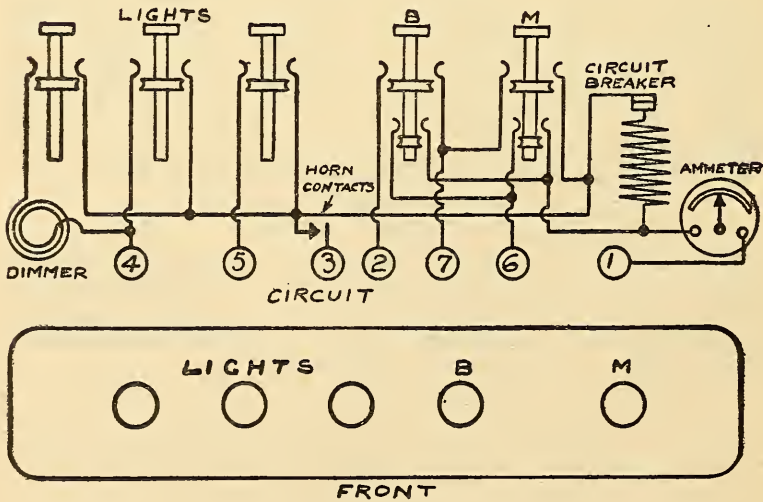 LIGHTS
B
M
CIRCUIT
BREAKER
AMMETER
HORN
CONTACTS
DIMMER
4
5
3
2
7
6
1
CIRCUIT
LIGHTS
B
M
FRONT